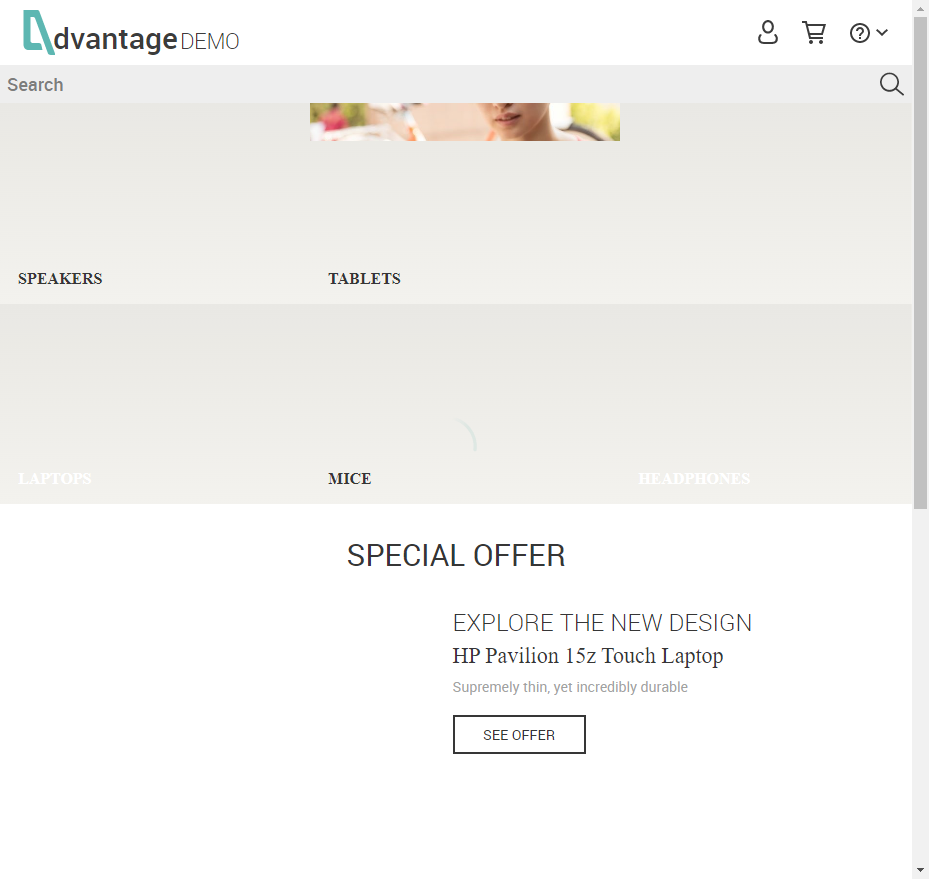 dvantage DEMO
Search
SPEAKERS
TABLETS
LAPTOPS
MICE
HEADPHONES
SPECIAL OFFER
EXPLORE THE NEW DESIGN
HP Pavilion 15z Touch Laptop
Supremely thin, yet incredibly durable
SEE OFFER